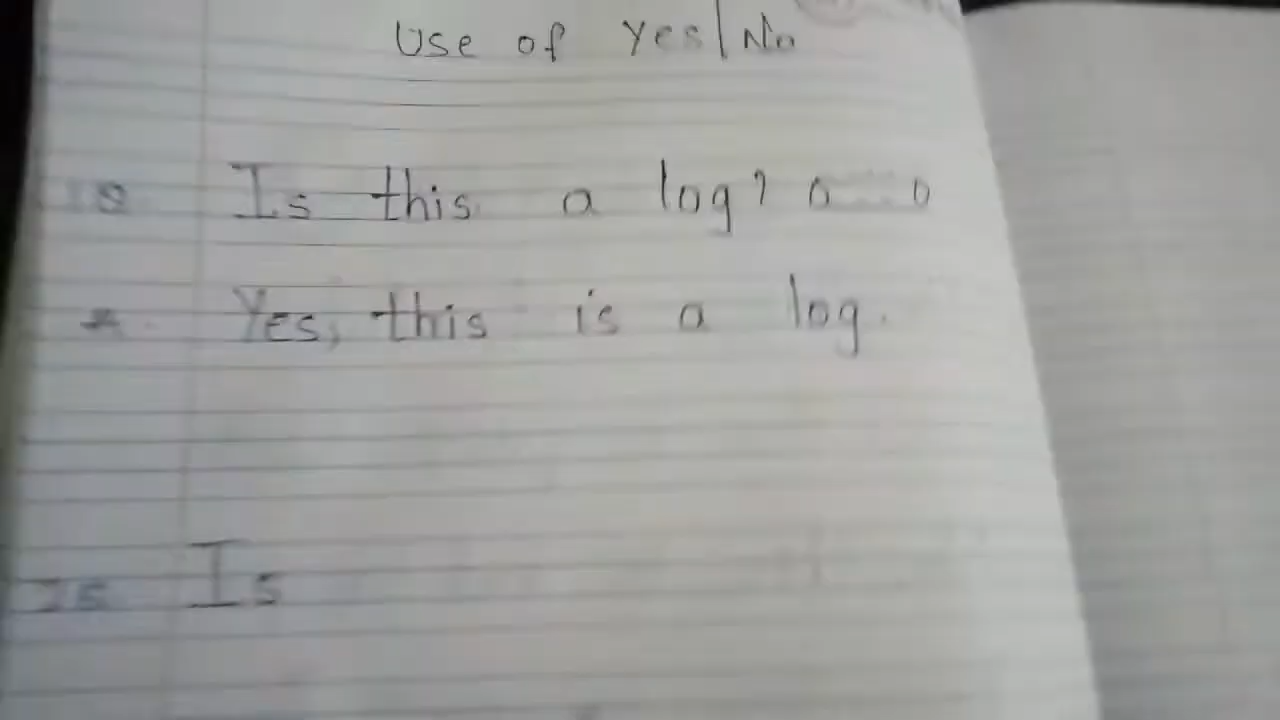 Use of Yes/No
Is this a log?
Yes, this is a log.
Is